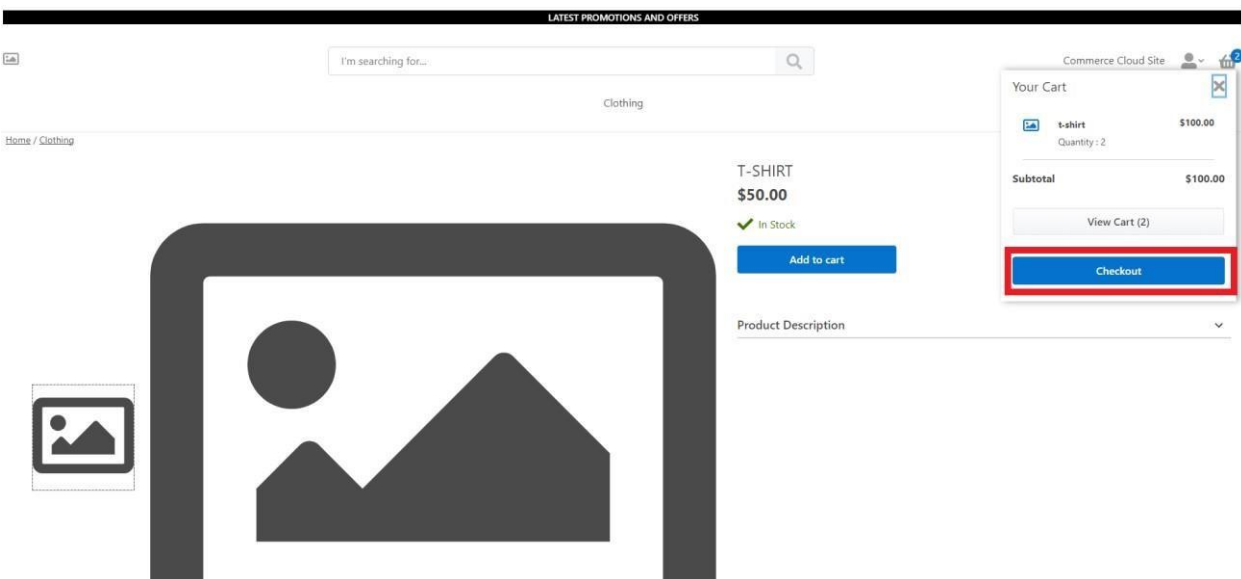 LATEST PROMOTIONS AND OFFERS
I'm searching for...
Commerce Cloud Site
2
Clothing
Home / Clothing
Your Cart
t-shirt $100.00
Quantity : 2
Subtotal $100.00
View Cart (2)
Checkout
T-SHIRT
$50.00
In Stock
Add to cart
Product Description